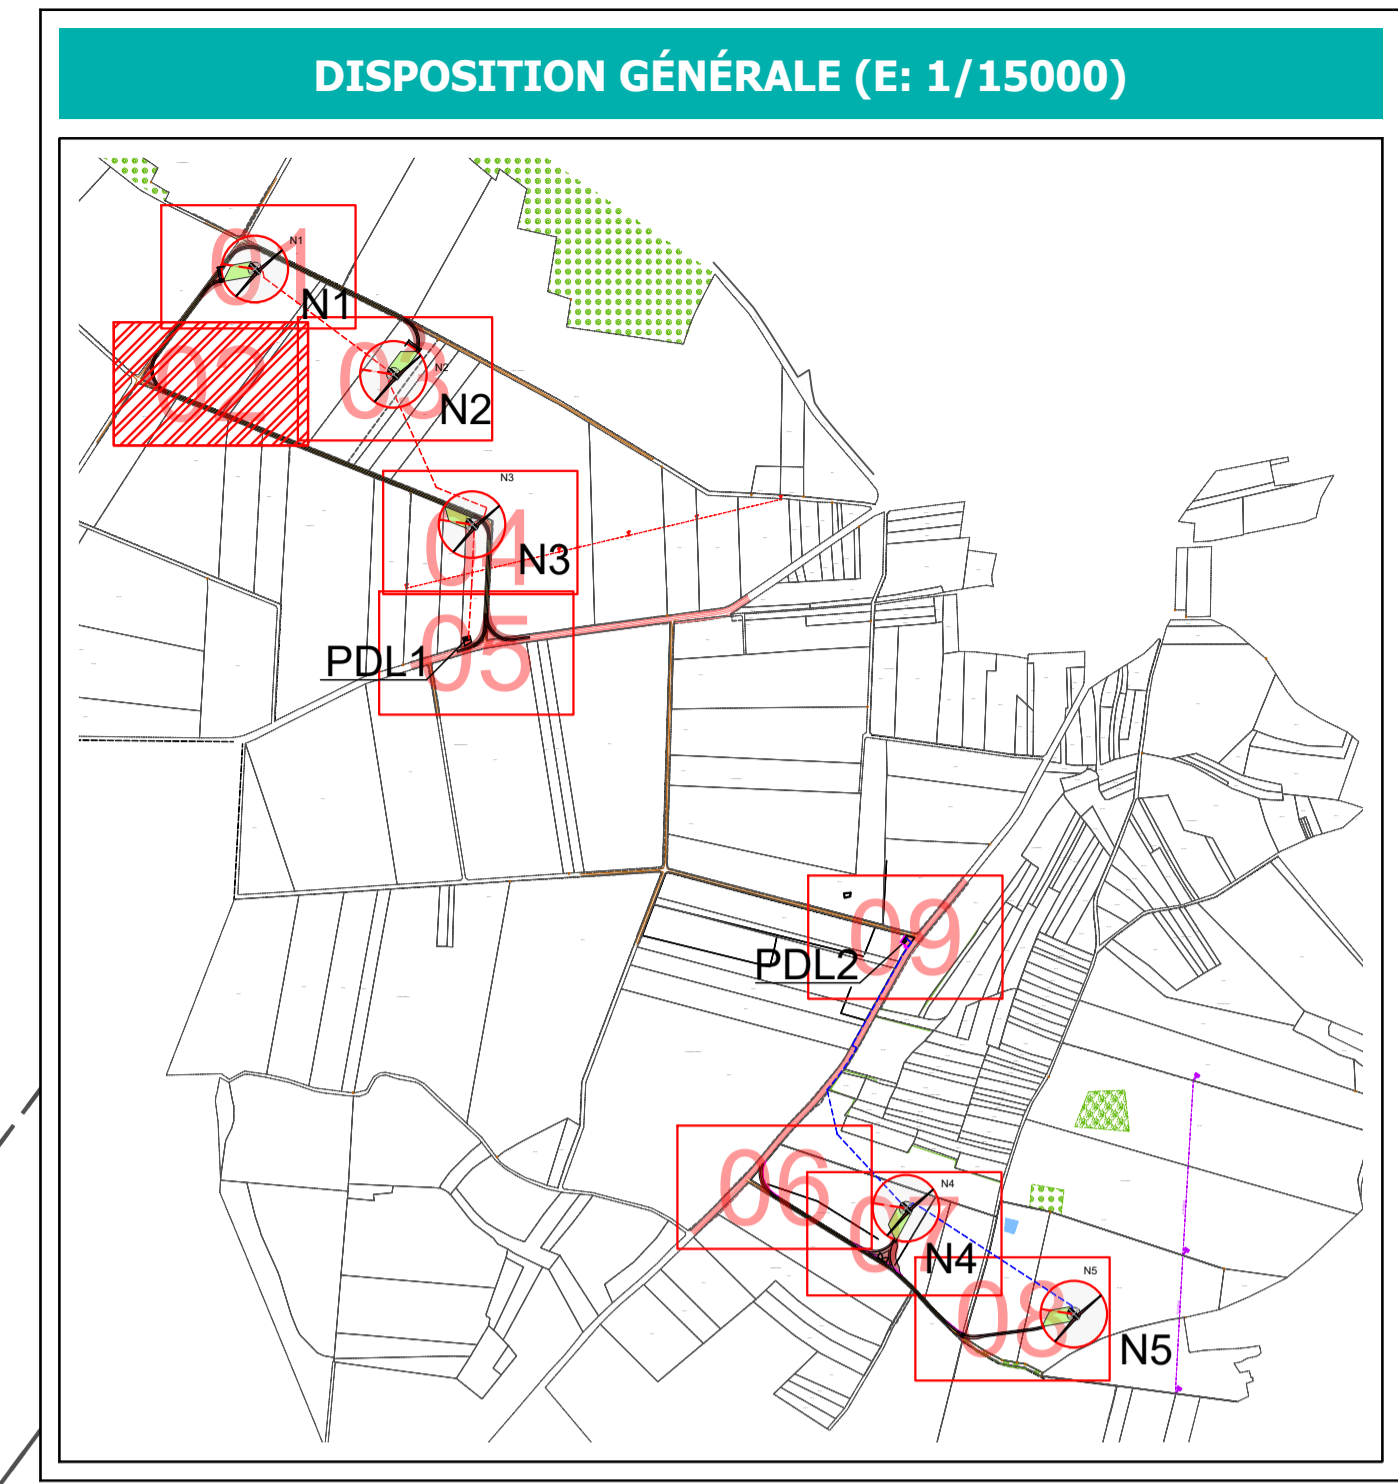 DISPOSITION GÉNÉRALE (E: 1/15000)
01
N1
N1
02
03
N2
N2
04
N3
N3
05
PDL1
09
PDL2
06
07
N4
N4
08
N5
N5